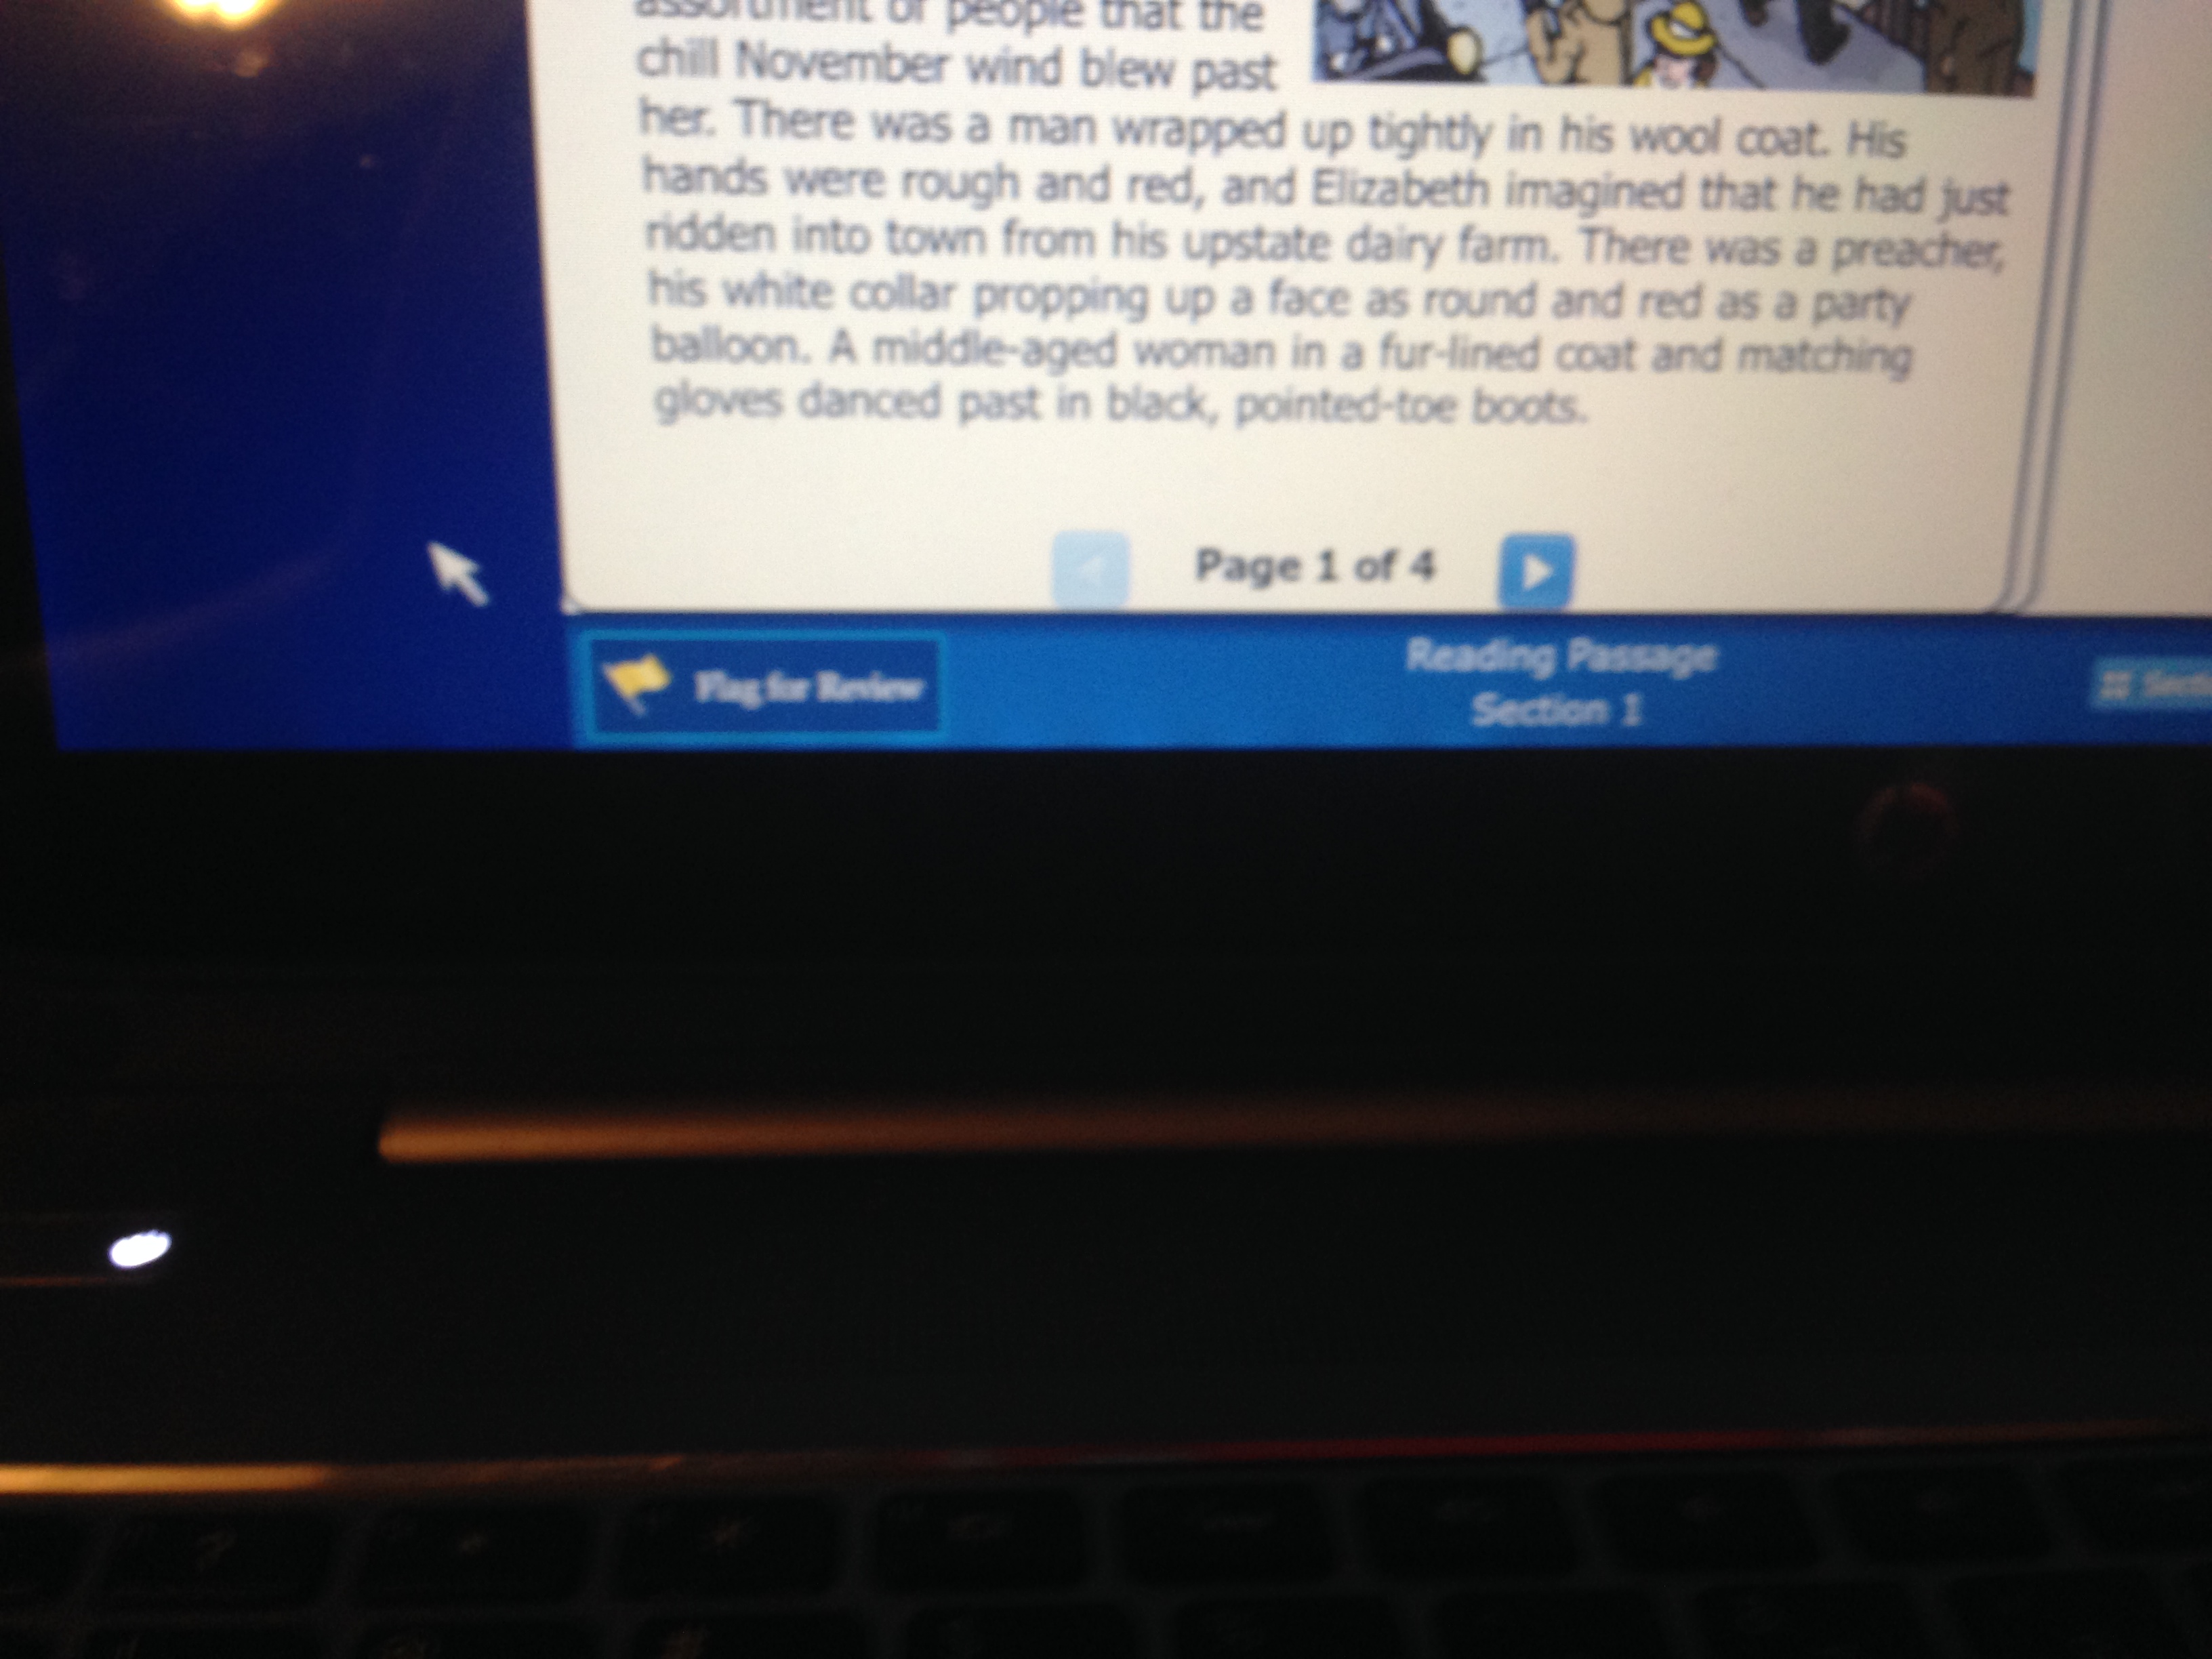 assortment of people that the
chill November wind blew past
her. There was a man wrapped up tightly in his wool coat. His
hands were rough and red, and Elizabeth imagined that he had just
ridden into town from his upstate dairy farm. There was a preacher,
his white collar propping up a face as round and red as a party
balloon. A middle-aged woman in a fur-lined coat and matching
gloves danced past in black, pointed-toe boots.
Page 1 of 4
Flag for Review
Reading Passage
Section 1